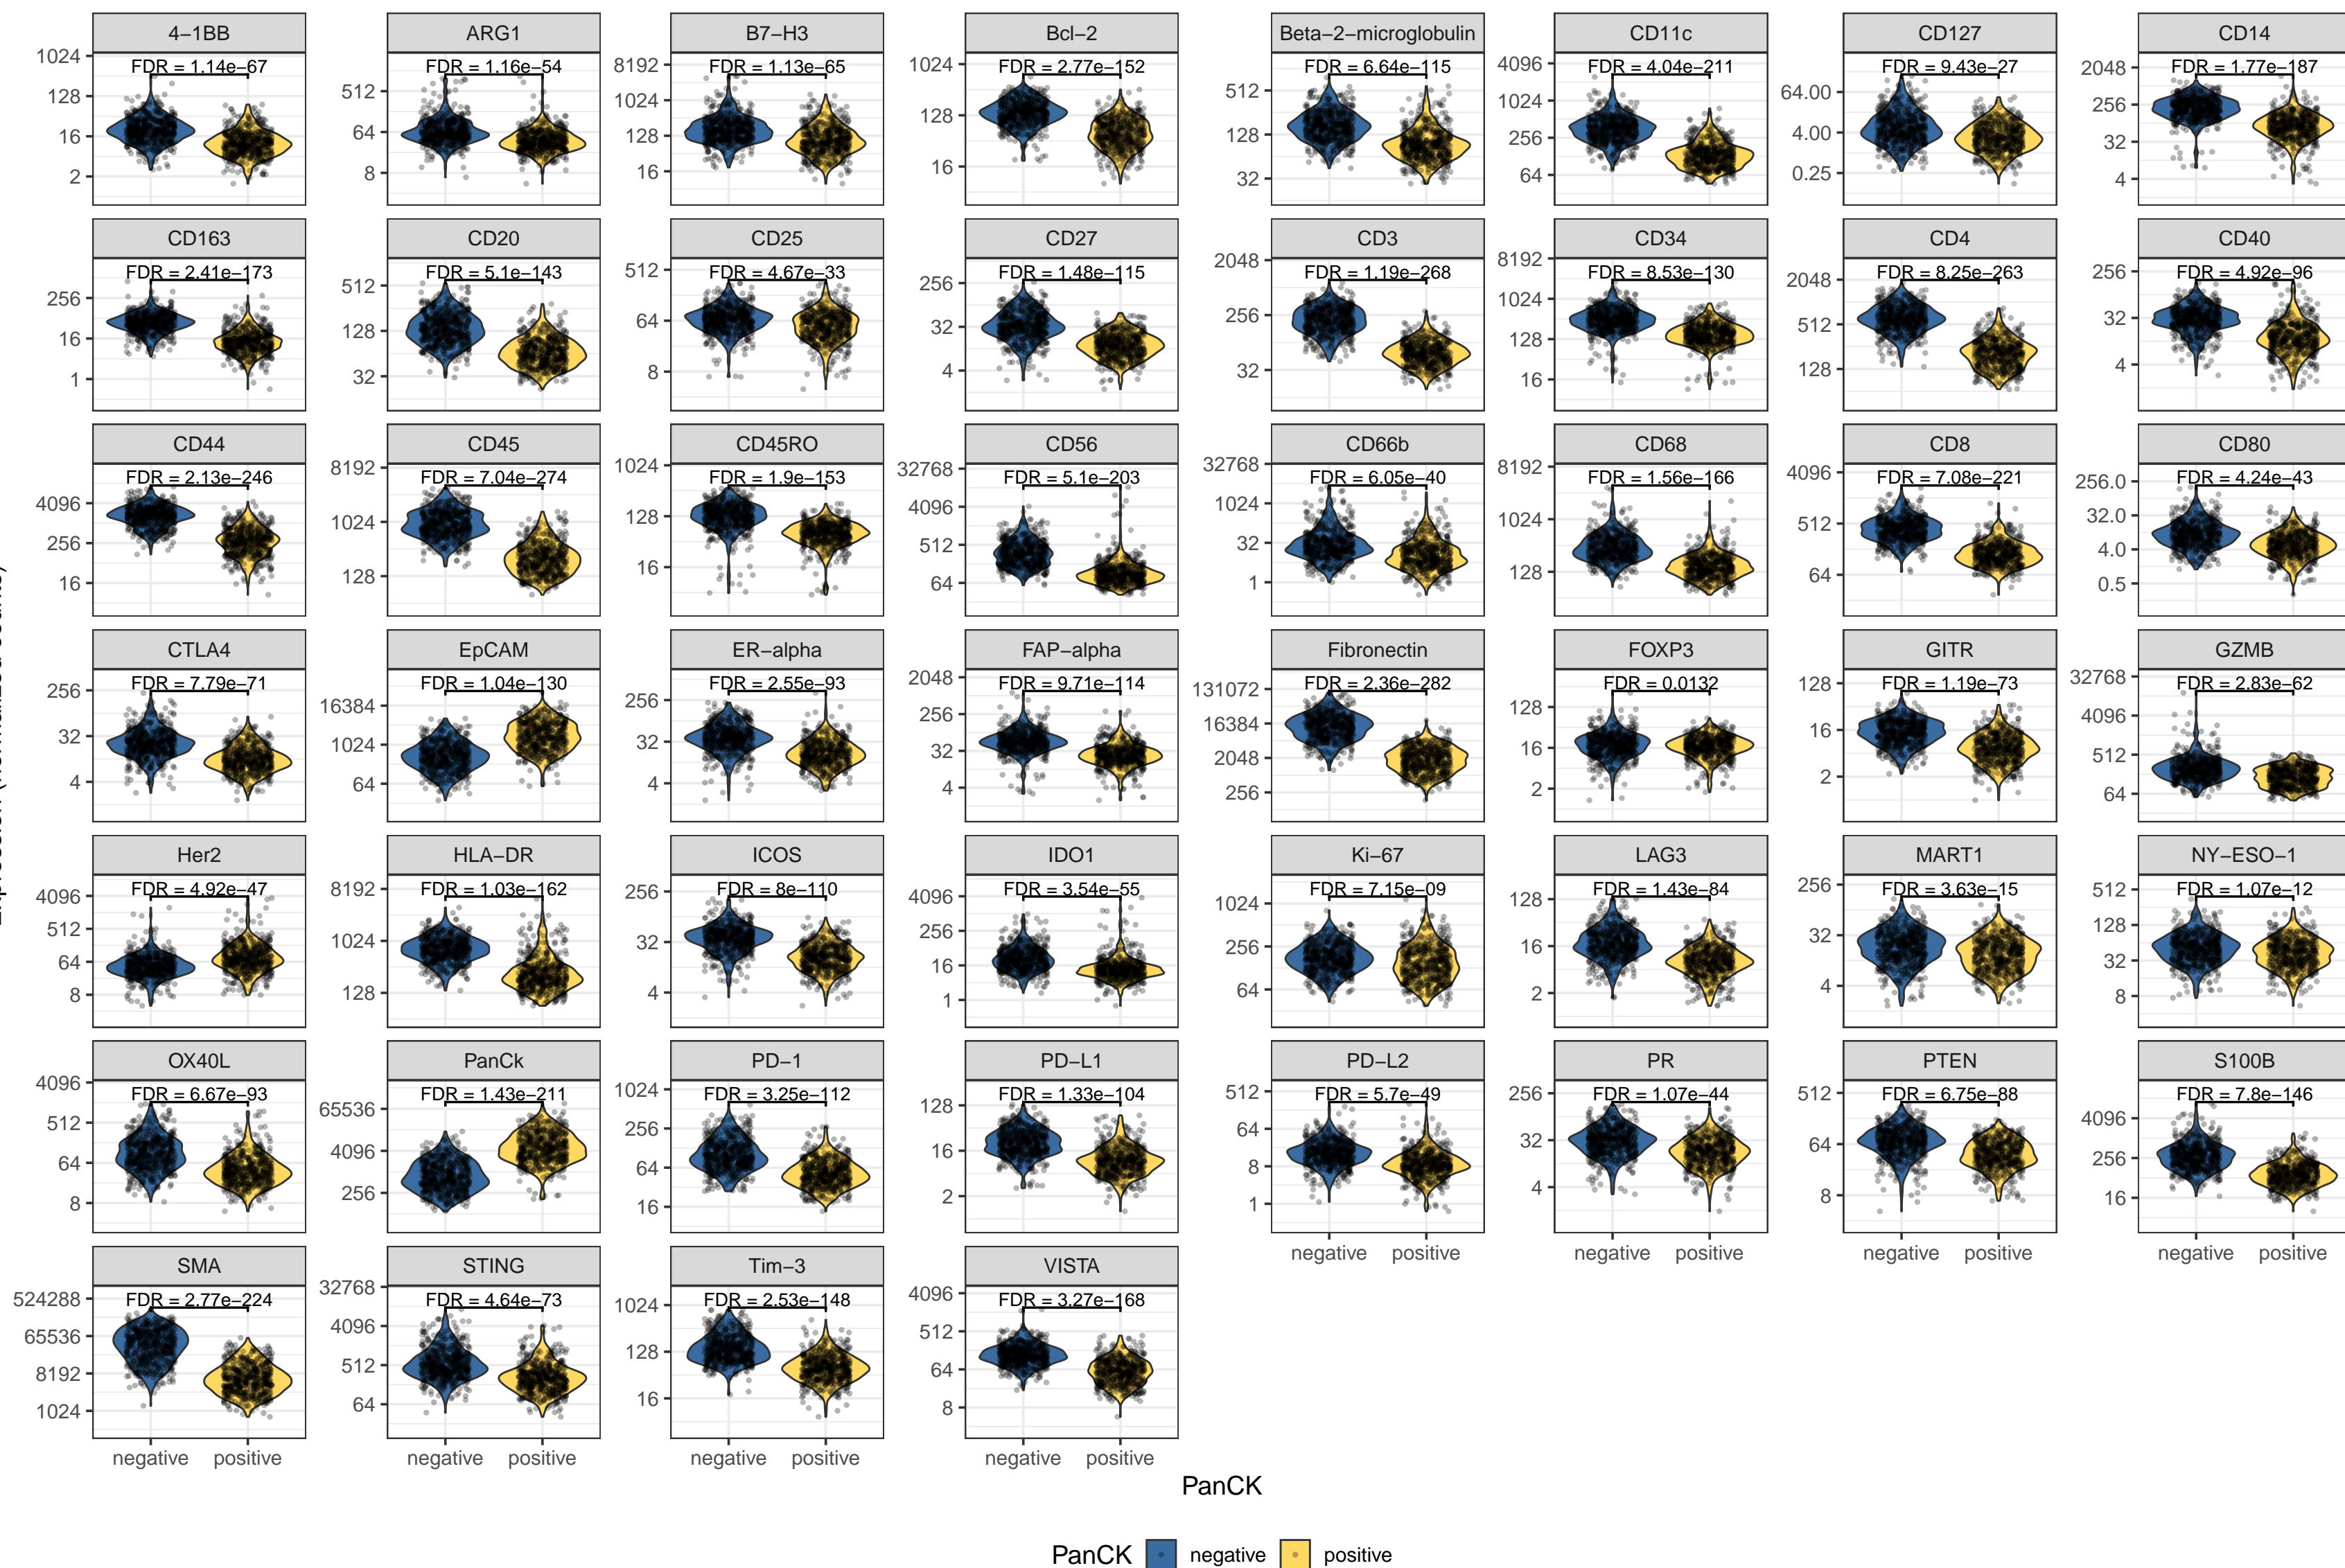 4−1BB
ARG1
B7−H3
Bcl−2
Beta−2−microglobulin
CD11c
CD127
CD14
FDR = 1.14e−67
FDR = 1.16e−54
FDR = 1.13e−65
FDR = 2.77e−152
FDR = 6.64e−115
FDR = 4.04e−211
FDR = 9.43e−27
FDR = 1.77e−187
1024
128
16
2
512
64
8
8192
1024
128
16
1024
128
16
512
128
32
4096
1024
256
64
64.00
4.00
0.25
2048
256
32
4
CD163
CD20
CD25
CD27
CD3
CD34
CD4
CD40
FDR = 2.41e−173
FDR = 5.1e−143
FDR = 4.67e−33
FDR = 1.48e−115
FDR = 1.19e−268
FDR = 8.53e−130
FDR = 8.25e−263
FDR = 4.92e−96
256
16
1
512
128
32
512
64
8
256
32
4
2048
256
32
8192
1024
128
16
2048
512
128
256
32
4
CD44
CD45
CD45RO
CD56
CD66b
CD68
CD8
CD80
FDR = 2.13e−246
FDR = 7.04e−274
FDR = 1.9e−153
FDR = 5.1e−203
FDR = 6.05e−40
FDR = 1.56e−166
FDR = 7.08e−221
FDR = 4.24e−43
4096
256
16
8192
1024
128
1024
128
16
32768
4096
512
64
32768
1024
32
1
8192
1024
128
4096
512
64
256.0
32.0
4.0
0.5
CTLA4
EpCAM
ER−alpha
FAP−alpha
Fibronectin
FOXP3
GITR
GZMB
FDR = 7.79e−71
FDR = 1.04e−130
FDR = 2.55e−93
FDR = 9.71e−114
FDR = 2.36e−282
FDR = 0.0132
FDR = 1.19e−73
FDR = 2.83e−62
256
32
4
16384
1024
64
256
32
4
2048
256
32
4
131072
16384
2048
256
128
16
2
128
16
2
32768
4096
512
64
Her2
HLA−DR
ICOS
IDO1
Ki−67
LAG3
MART1
NY−ESO−1
FDR = 4.92e−47
FDR = 1.03e−162
FDR = 8e−110
FDR = 3.54e−55
FDR = 7.15e−09
FDR = 1.43e−84
FDR = 3.63e−15
FDR = 1.07e−12
4096
512
64
8
8192
1024
128
256
32
4
4096
256
16
1
1024
256
64
128
16
2
256
32
4
512
128
32
8
OX40L
PanCk
PD−1
PD−L1
PD−L2
PR
PTEN
S100B
FDR = 6.67e−93
FDR = 1.43e−211
FDR = 3.25e−112
FDR = 1.33e−104
FDR = 5.7e−49
FDR = 1.07e−44
FDR = 6.75e−88
FDR = 7.8e−146
4096
512
64
8
65536
4096
256
1024
256
64
16
128
16
2
512
64
8
1
256
32
4
512
64
8
4096
256
16
negative positive
negative positive
negative positive
negative positive
SMA
STING
Tim−3
VISTA
FDR = 2.77e−224
FDR = 4.64e−73
FDR = 2.53e−148
FDR = 3.27e−168
524288
65536
8192
1024
32768
4096
512
64
1024
128
16
4096
512
64
8
negative positive
negative positive
negative positive
negative positive
PanCK
PanCK negative positive